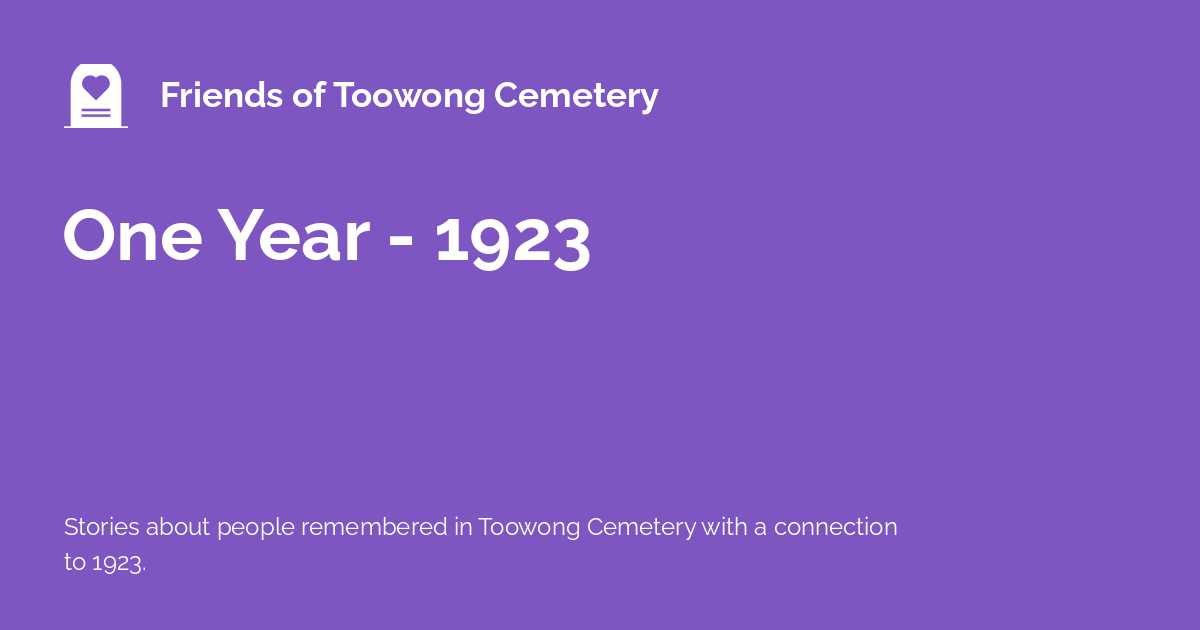 Friends of Toowong Cemetery
One Year - 1923
Stories about people remembered in Toowong Cemetery with a connection
to 1923.